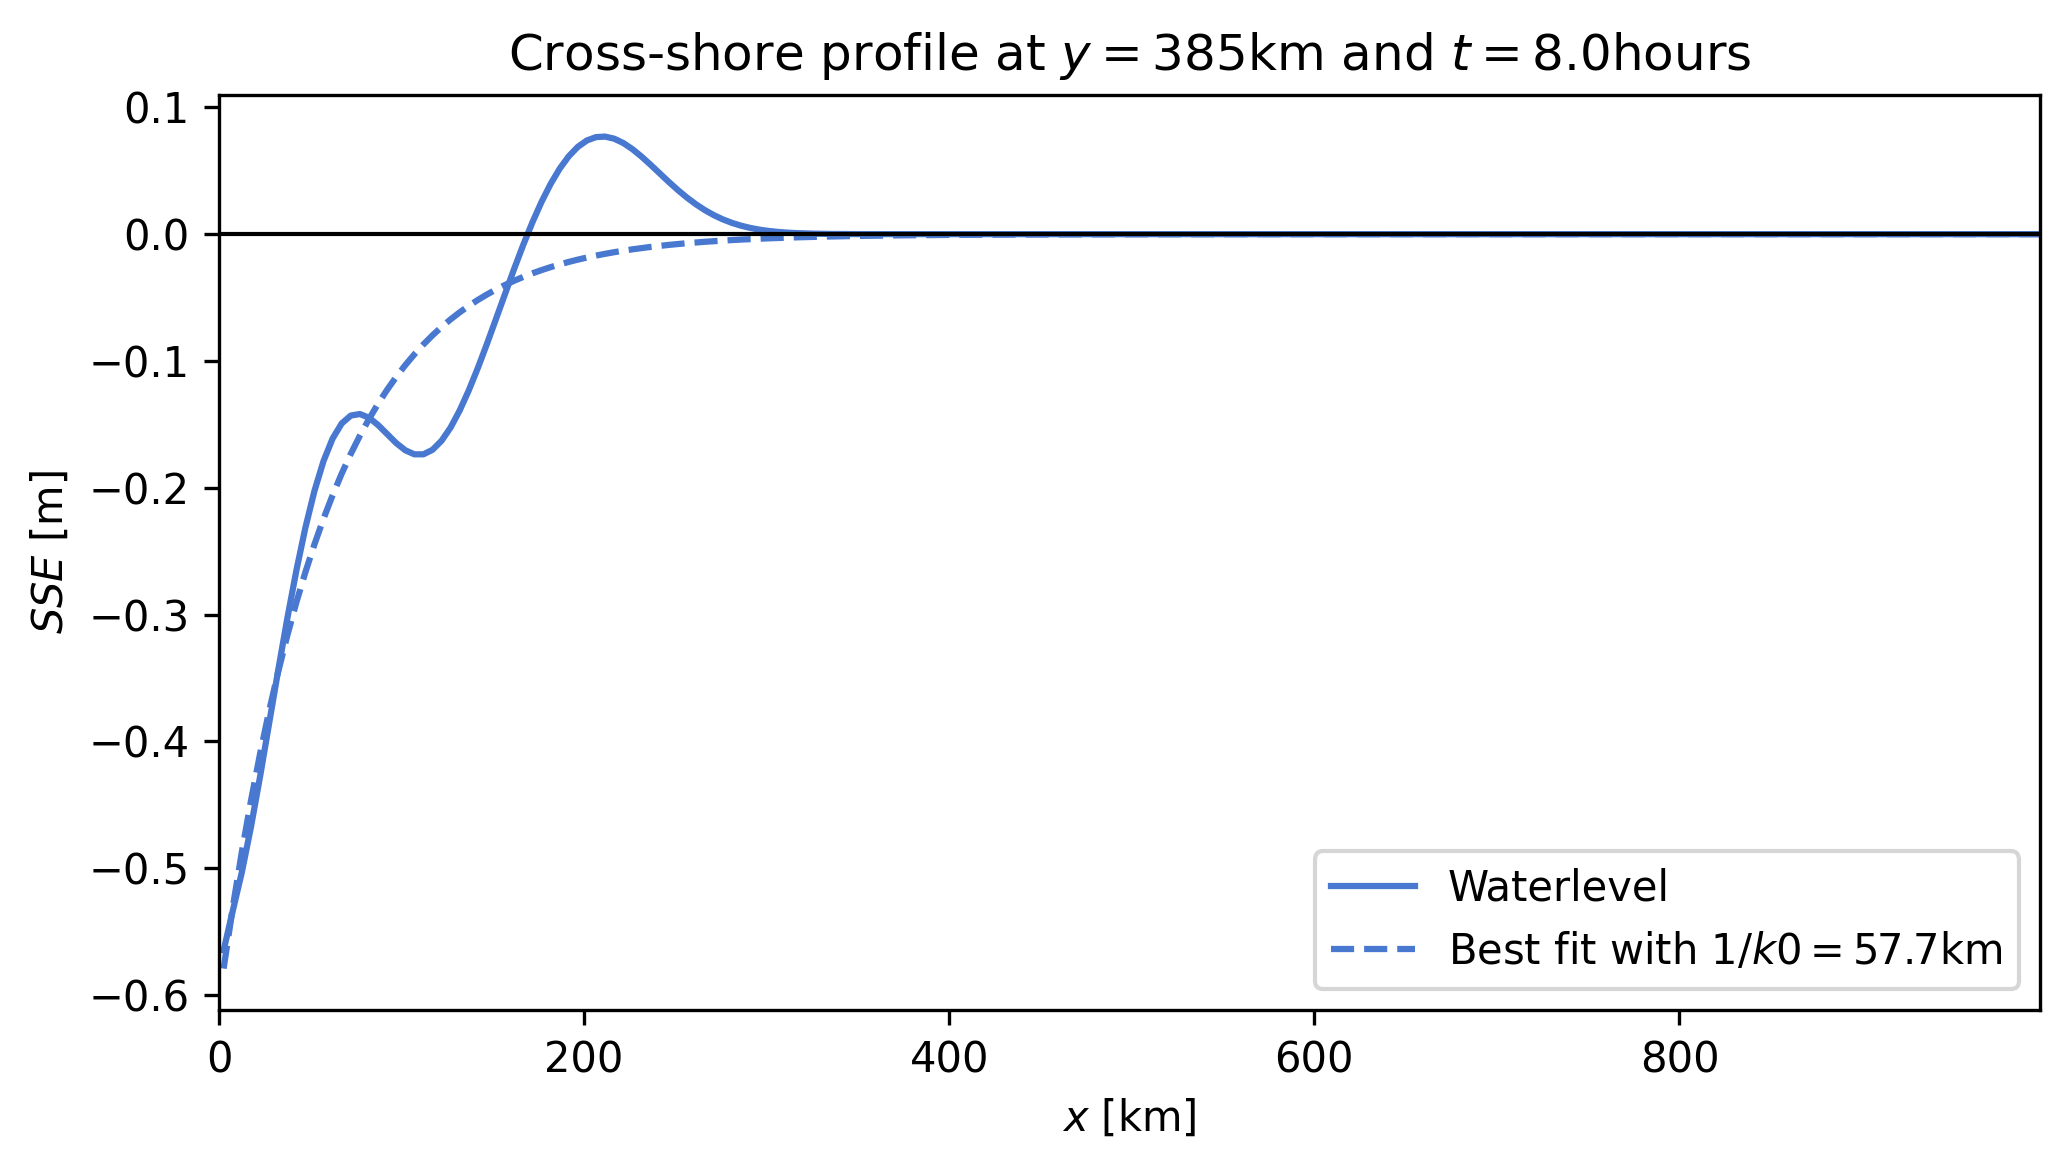 Cross-shore profile at y = 385km and t = 8.0hours
0.1
0.0
−0.1
−0.2
−0.3
−0.4
−0.5
−0.6
SSE [m]
Waterlevel
Best fit with 1/k0 = 57.7km
0 200 400 600 800
x [km]